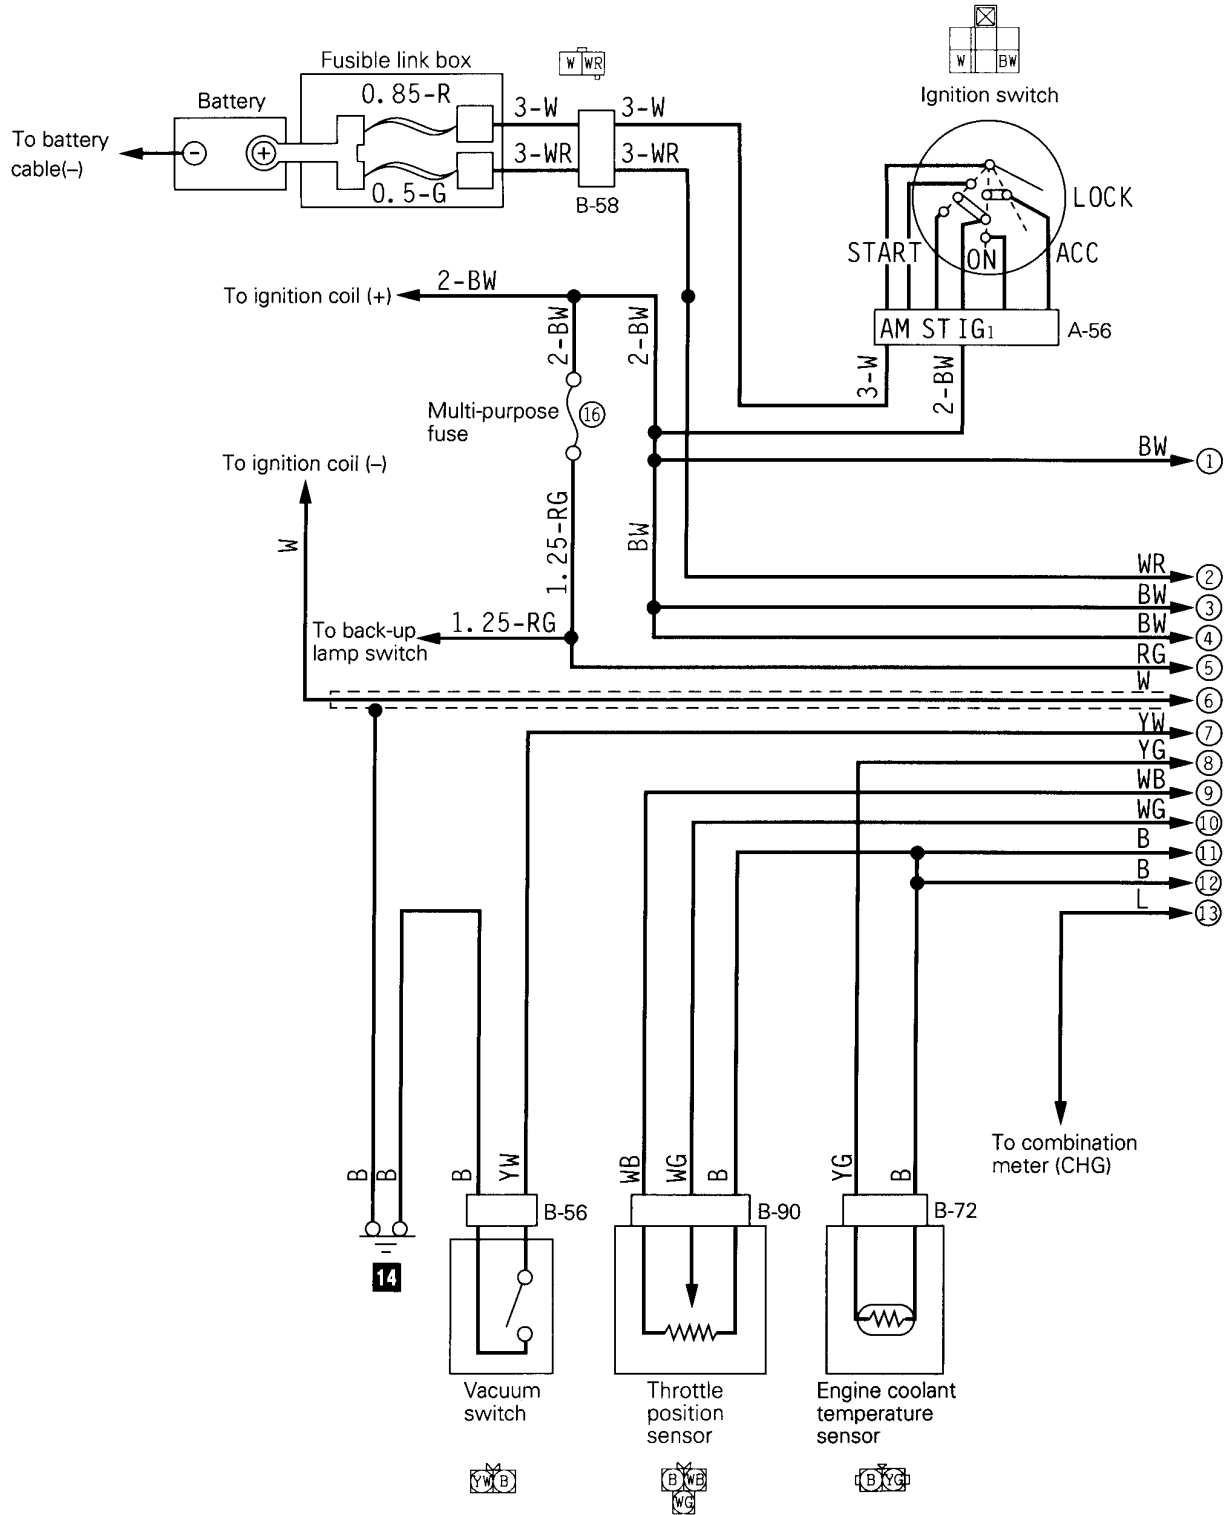 Fusible link box
W WR
W BW
Ignition switch
Battery
0.85-R
3-W
3-W
To battery
cable(–)
3-WR
3-WR
0.5-G
B-58
LOCK
START
ON
ACC
2-BW
To ignition coil (+)
2-BW
2-BW
AM ST IG1
A-56
3-W
2-BW
Multi-purpose
fuse
16
BW
1
To ignition coil (–)
W
1.25-RG
BW
WR
2
BW
3
1.25-RG
To back-up
lamp switch
BW
4
RG
5
W
6
YW
7
YG
8
WB
9
WG
10
B
11
B
12
L
13
To combination
meter (CHG)
B
B
B
YW
WB
WG
B
YG
B
B-56
B-90
B-72
14
Vacuum
switch
Throttle
position
sensor
Engine coolant
temperature
sensor
YW B
B WB
WG
B YG